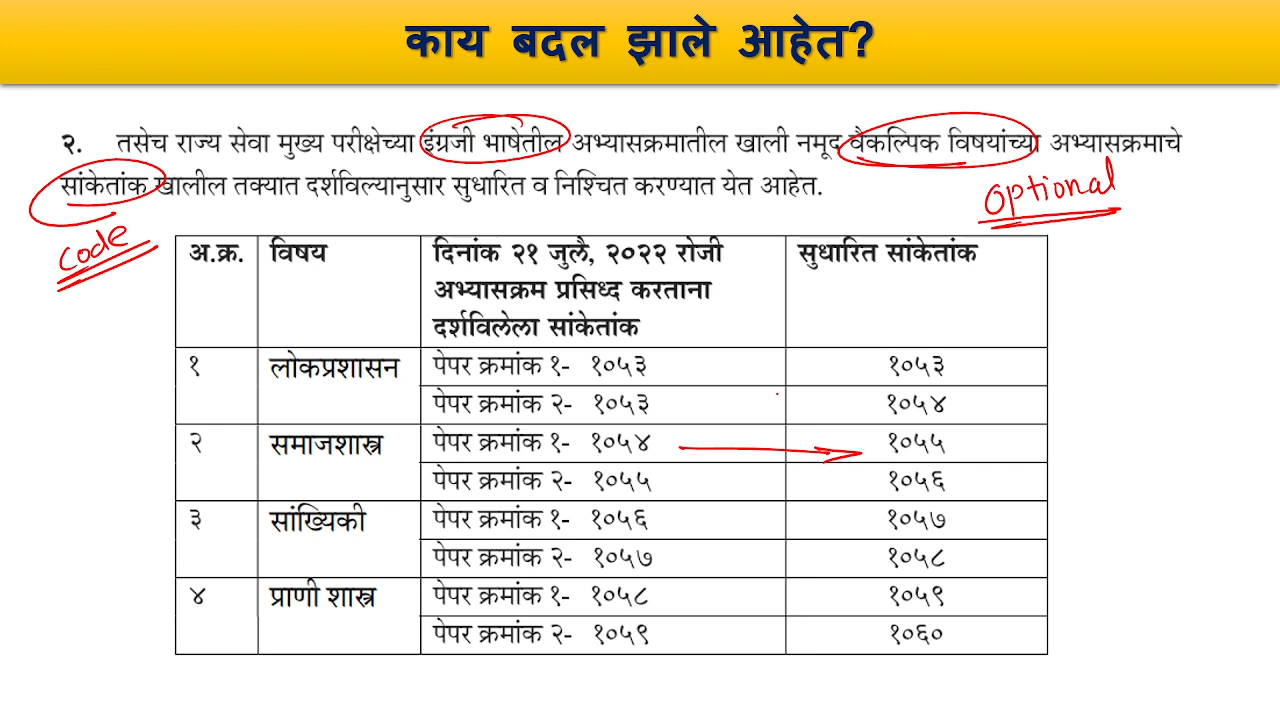 काय बदल झाले आहेत?
२. तसेच राज्य सेवा मुख्य परीक्षेच्या इंग्रजी भाषेतील अभ्यासक्रमातील खाली नमूद वैकल्पिक विषयांच्या अभ्यासक्रमाचे
सांकेतांक खालील तक्यात दर्शविल्यानुसार सुधारित व निश्चित करण्यात येत आहेत.
optional
code
अ.क्र. विषय दिनांक २१ जुलै, २०२२ रोजी सुधारित सांकेतांक
अभ्यासक्रम प्रसिध्द करताना
दर्शविलेला सांकेतांक
१ लोकप्रशासन पेपर क्रमांक १- १०५३ १०५३
पेपर क्रमांक २- १०५३ १०५४
२ समाजशास्त्र पेपर क्रमांक १- १०५४ १०५५
पेपर क्रमांक २- १०५५ १०५६
३ सांख्यिकी पेपर क्रमांक १- १०५६ १०५७
पेपर क्रमांक २- १०५७ १०५८
४ प्राणी शास्त्र पेपर क्रमांक १- १०५८ १०५९
पेपर क्रमांक २- १०५९ १०६०